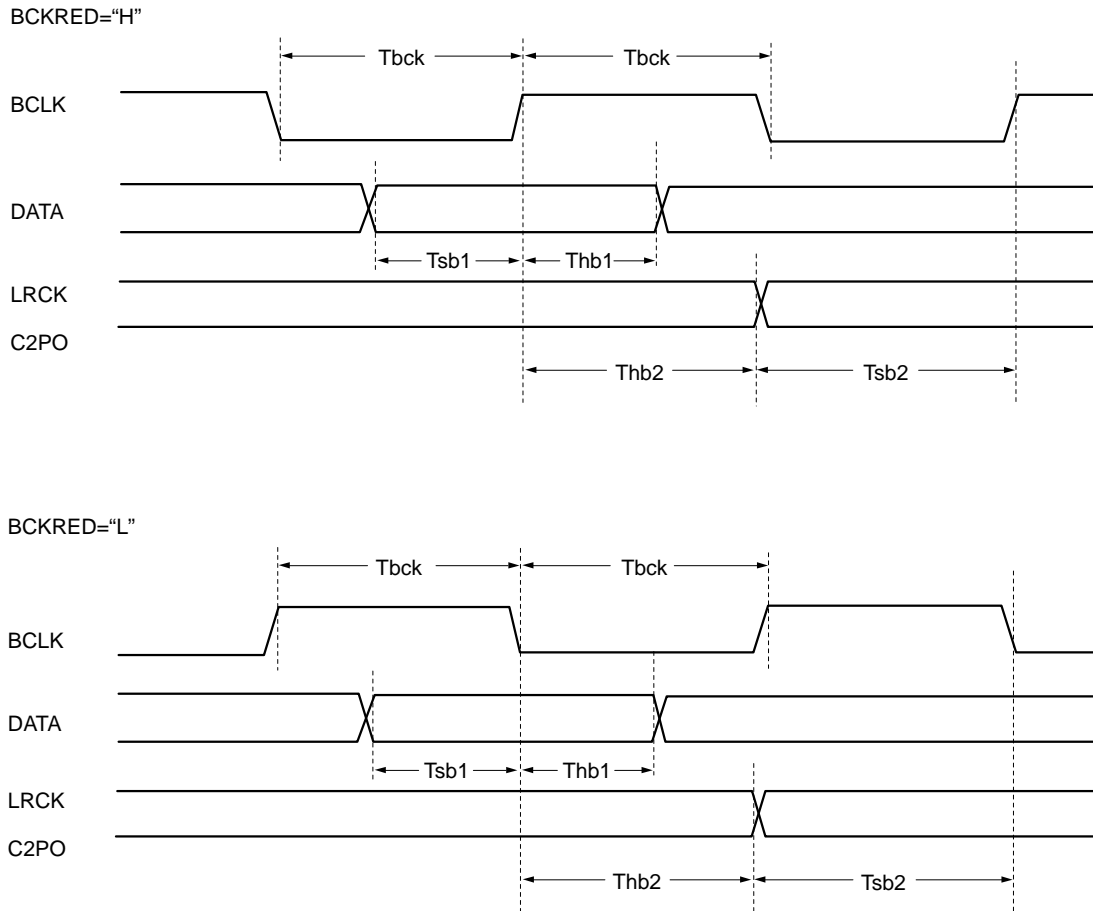 BCKRED=“H”
Tbck
Tbck
BCLK
DATA
Tsb1
Thb1
LRCK
C2PO
Thb2
Tsb2
BCKRED=“L”
Tbck
Tbck
BCLK
DATA
Tsb1
Thb1
LRCK
C2PO
Thb2
Tsb2